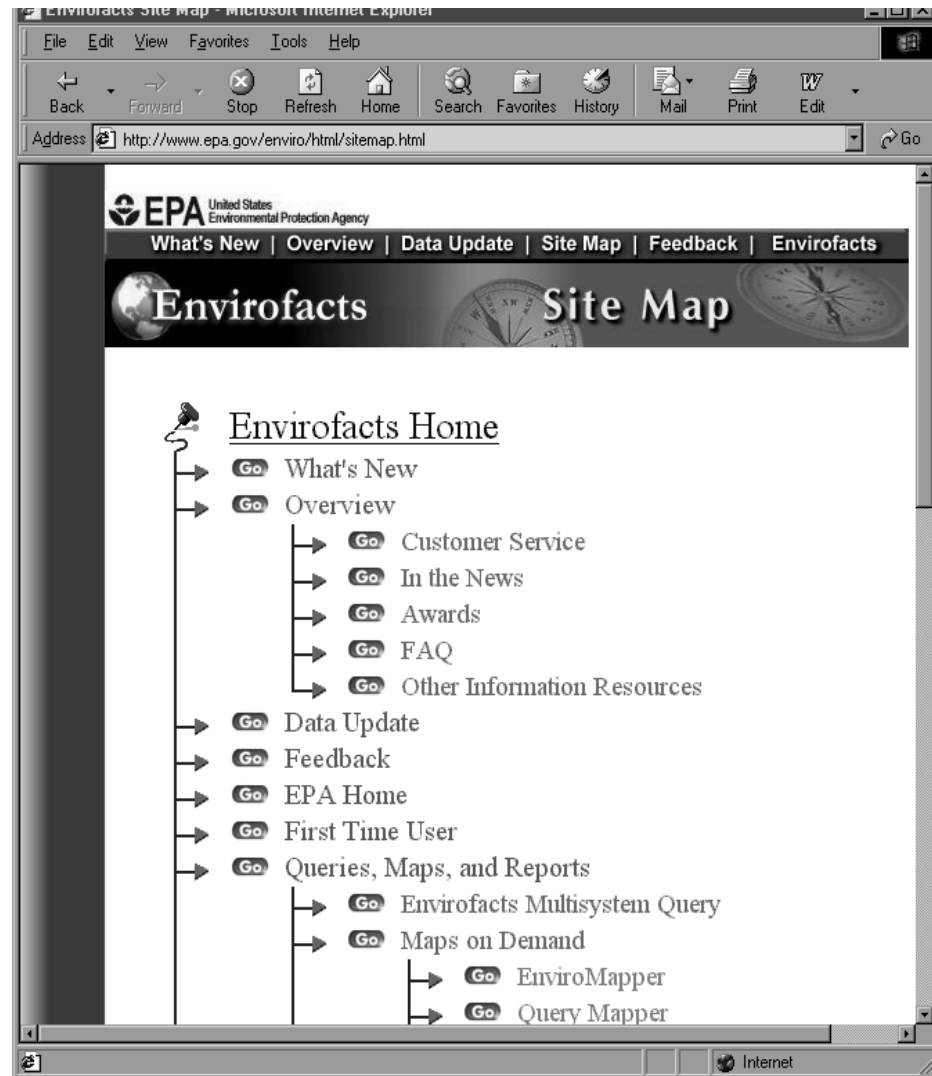 Envirofacts Site Map - Microsoft Internet Explorer
File Edit View Favorites Tools Help
Back Forward Stop Refresh Home Search Favorites History Mail Print Edit
Address http://www.epa.gov/enviro/html/sitemap.html Go
EPA United States
Environmental Protection Agency
What's New | Overview | Data Update | Site Map | Feedback | Envirofacts
Envirofacts Site Map
Envirofacts Home
Go What's New
Go Overview
Go Customer Service
Go In the News
Go Awards
Go FAQ
Go Other Information Resources
Go Data Update
Go Feedback
Go EPA Home
Go First Time User
Go Queries, Maps, and Reports
Go Envirofacts Multisystem Query
Go Maps on Demand
Go EnviroMapper
Go Query Mapper
Internet